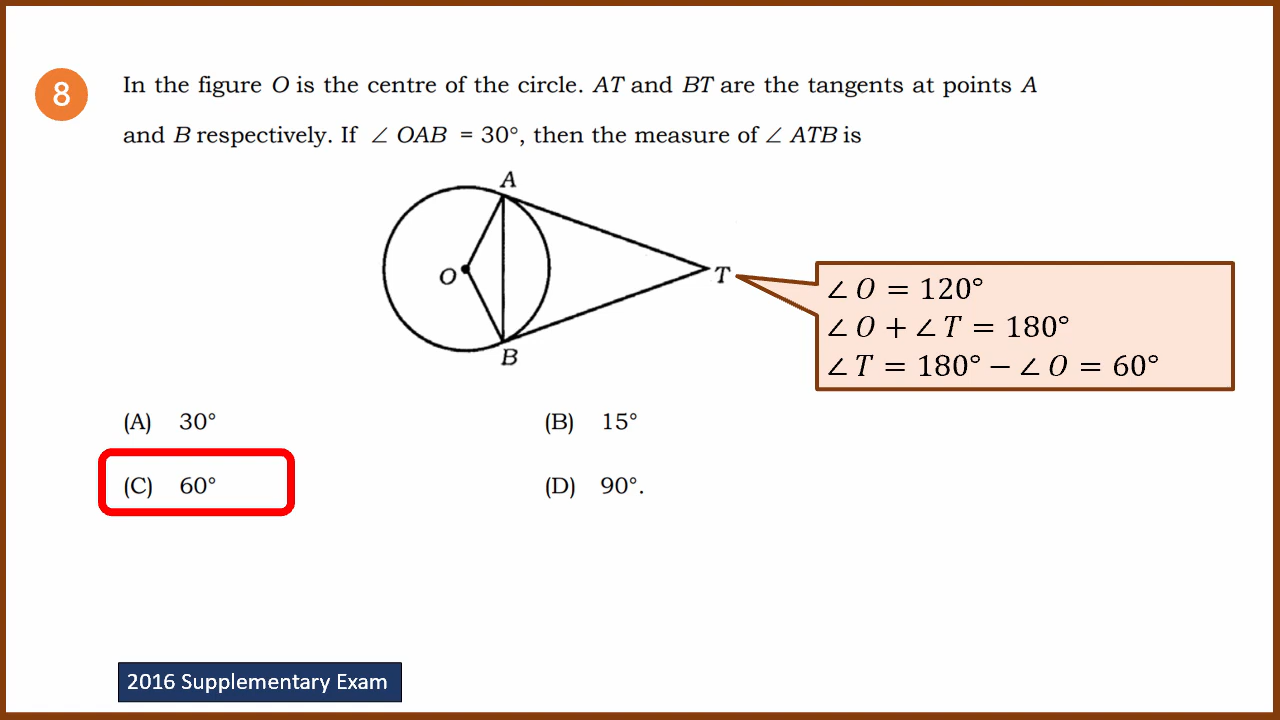 8
In the figure O is the centre of the circle. AT and BT are the tangents at points A
and B respectively. If ∠ OAB = 30°, then the measure of ∠ ATB is
A
O
T
B
∠ O = 120°
∠ O + ∠ T = 180°
∠ T = 180° − ∠ O = 60°
(A) 30° (B) 15°
(C) 60° (D) 90°.
2016 Supplementary Exam